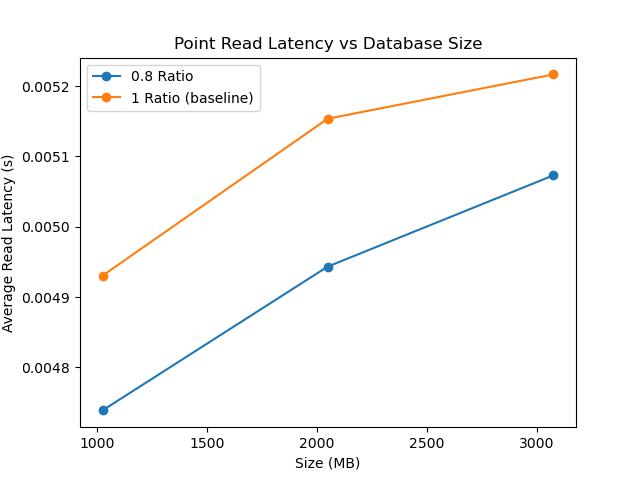 Point Read Latency vs Database Size
0.8 Ratio
1 Ratio (baseline)
0.0052
0.0051
0.0050
0.0049
0.0048
Average Read Latency (s)
1000 1500 2000 2500 3000
Size (MB)